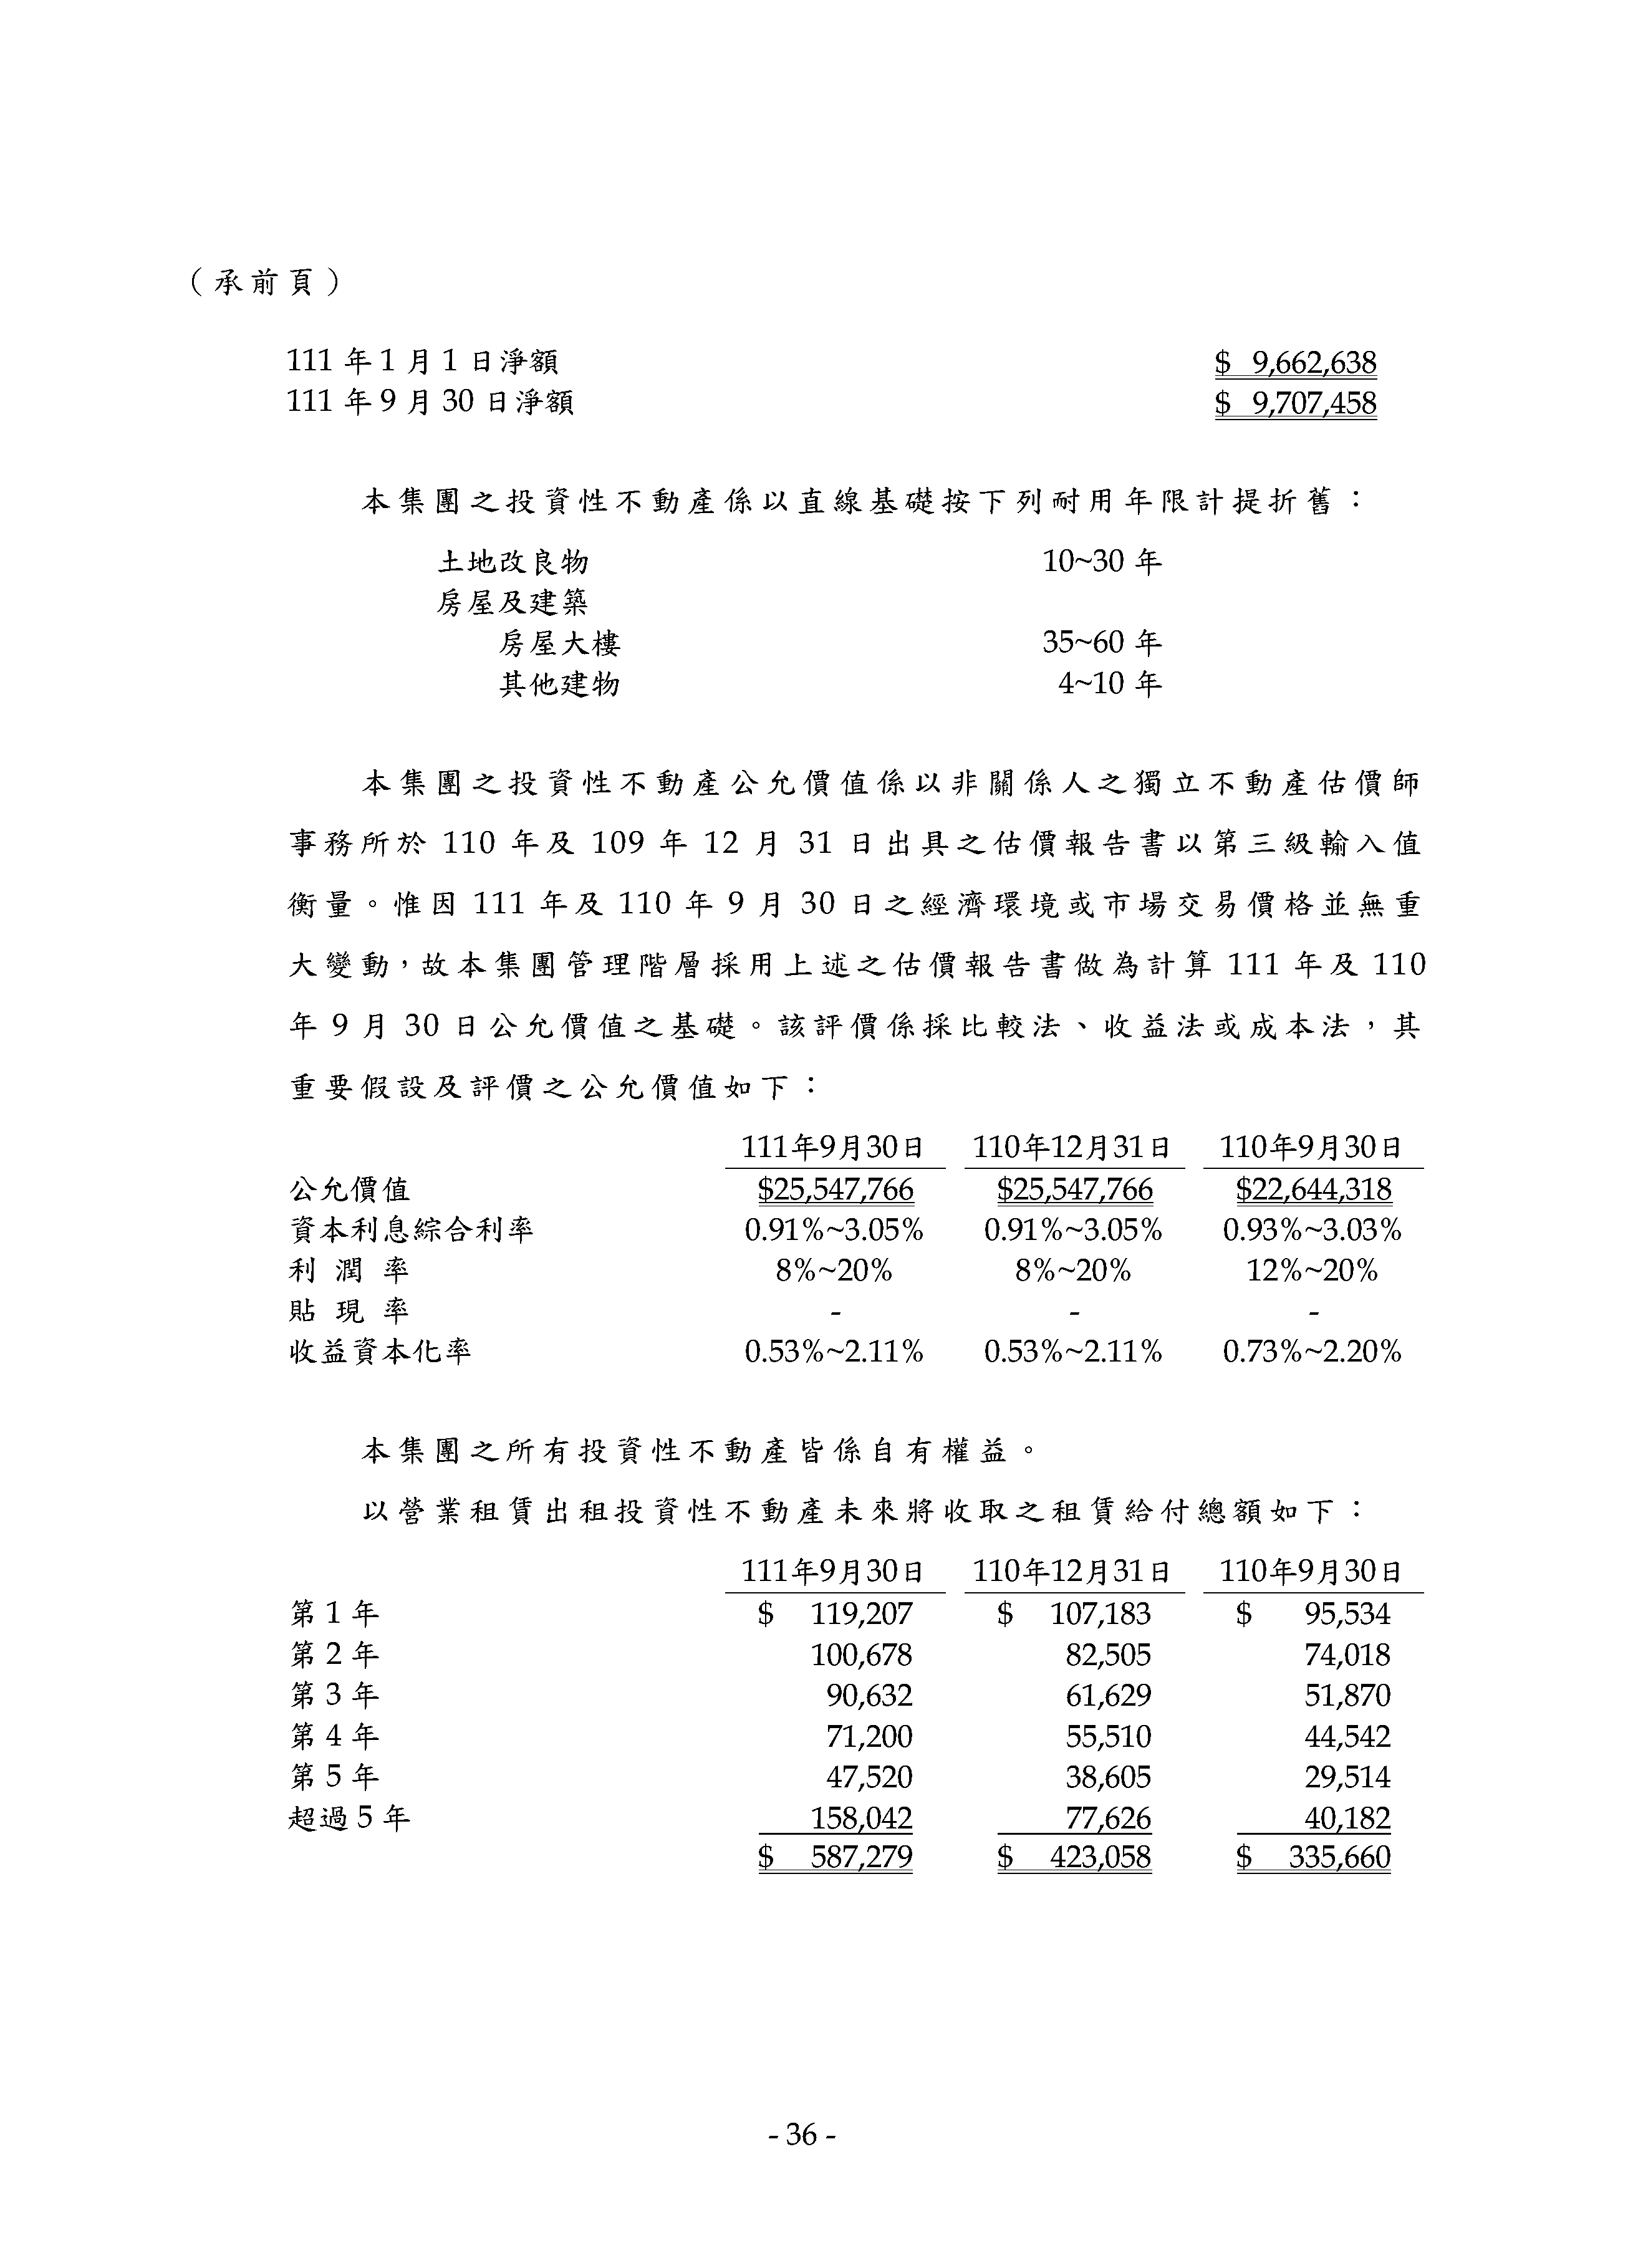 （承前頁）
111 年 1 月 1 日淨額 $ 9,662,638
111 年 9 月 30 日淨額 $ 9,707,458
本集團之投資性不動產係以直線基礎按下列耐用年限計提折舊：
土地改良物 10~30 年
房屋及建築
房屋大樓 35~60 年
其他建物 4~10 年
本集團之投資性不動產公允價值係以非關係人之獨立不動產估價師
事務所於 110 年及 109 年 12 月 31 日出具之估價報告書以第三級輸入值
衡量。惟因 111 年及 110 年 9 月 30 日之經濟環境或市場交易價格並無重
大變動，故本集團管理階層採用上述之估價報告書做為計算 111 年及 110
年 9 月 30 日公允價值之基礎。該評價係採比較法、收益法或成本法，其
重要假設及評價之公允價值如下：
111年9月30日 110年12月31日 110年9月30日
公允價值 $25,547,766 $25,547,766 $22,644,318
資本利息綜合利率 0.91%~3.05% 0.91%~3.05% 0.93%~3.03%
利 潤 率 8%~20% 8%~20% 12%~20%
貼 現 率 - - -
收益資本化率 0.53%~2.11% 0.53%~2.11% 0.73%~2.20%
本集團之所有投資性不動產皆係自有權益。
以營業租賃出租投資性不動產未來將收取之租賃給付總額如下：
111年9月30日 110年12月31日 110年9月30日
第 1 年 $ 119,207 $ 107,183 $ 95,534
第 2 年 100,678 82,505 74,018
第 3 年 90,632 61,629 51,870
第 4 年 71,200 55,510 44,542
第 5 年 47,520 38,605 29,514
超過 5 年 158,042 77,626 40,182
$ 587,279 $ 423,058 $ 335,660
- 36 -